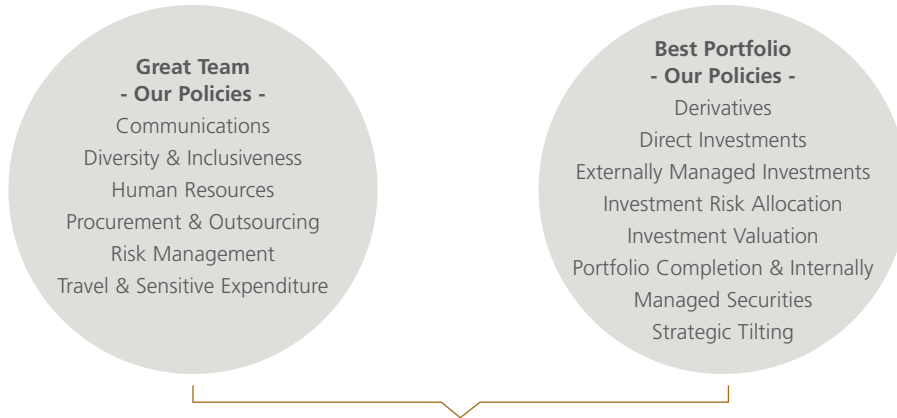 Great Team
- Our Policies -
Communications
Diversity & Inclusiveness
Human Resources
Procurement & Outsourcing
Risk Management
Travel & Sensitive Expenditure
Best Portfolio
- Our Policies -
Derivatives
Direct Investments
Externally Managed Investments
Investment Risk Allocation
Investment Valuation
Portfolio Completion & Internally
Managed Securities
Strategic Tilting